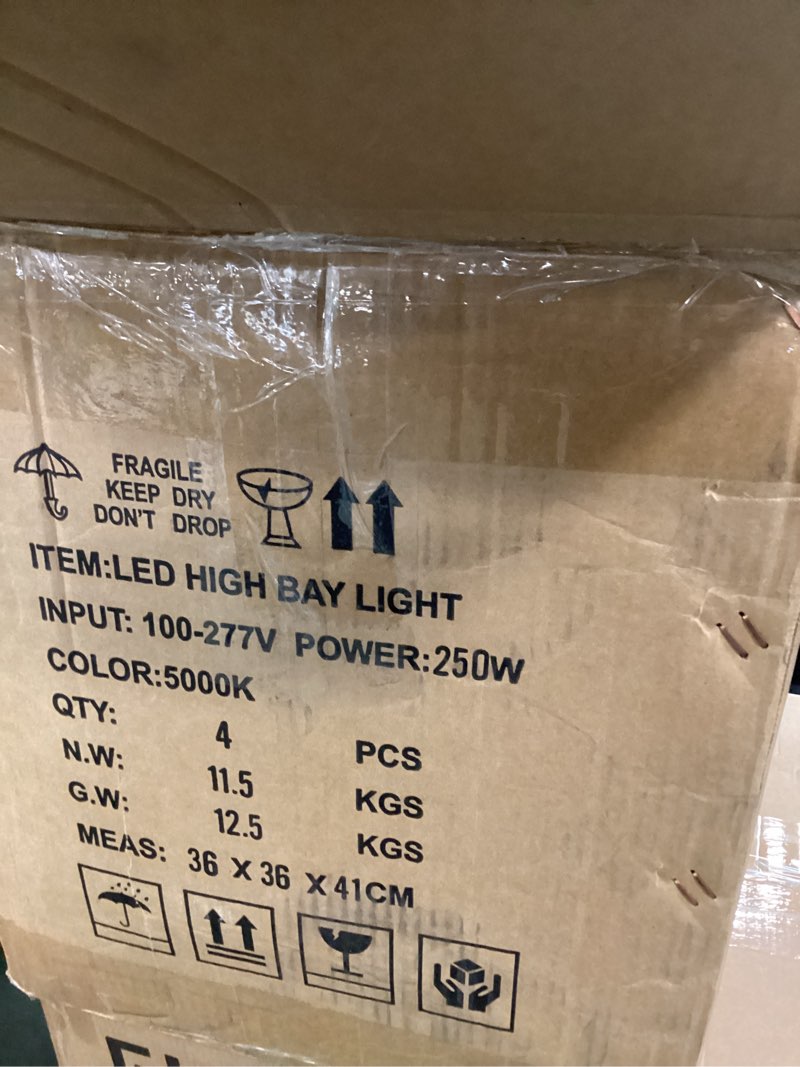 FRAGILE
KEEP DRY
DON'T DROP
ITEM:LED HIGH BAY LIGHT
INPUT: 100-277V POWER:250W
COLOR:5000K
QTY: 4 PCS
N.W: 11.5 KGS
G.W: 12.5 KGS
MEAS: 36 X 36 X 41CM